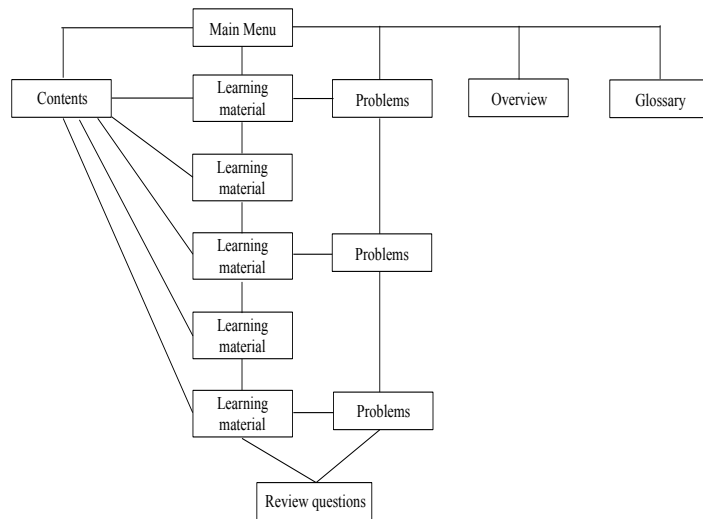 Main Menu
Contents
Learning
material
Problems
Overview
Glossary
Learning
material
Learning
material
Problems
Learning
material
Learning
material
Problems
Review questions